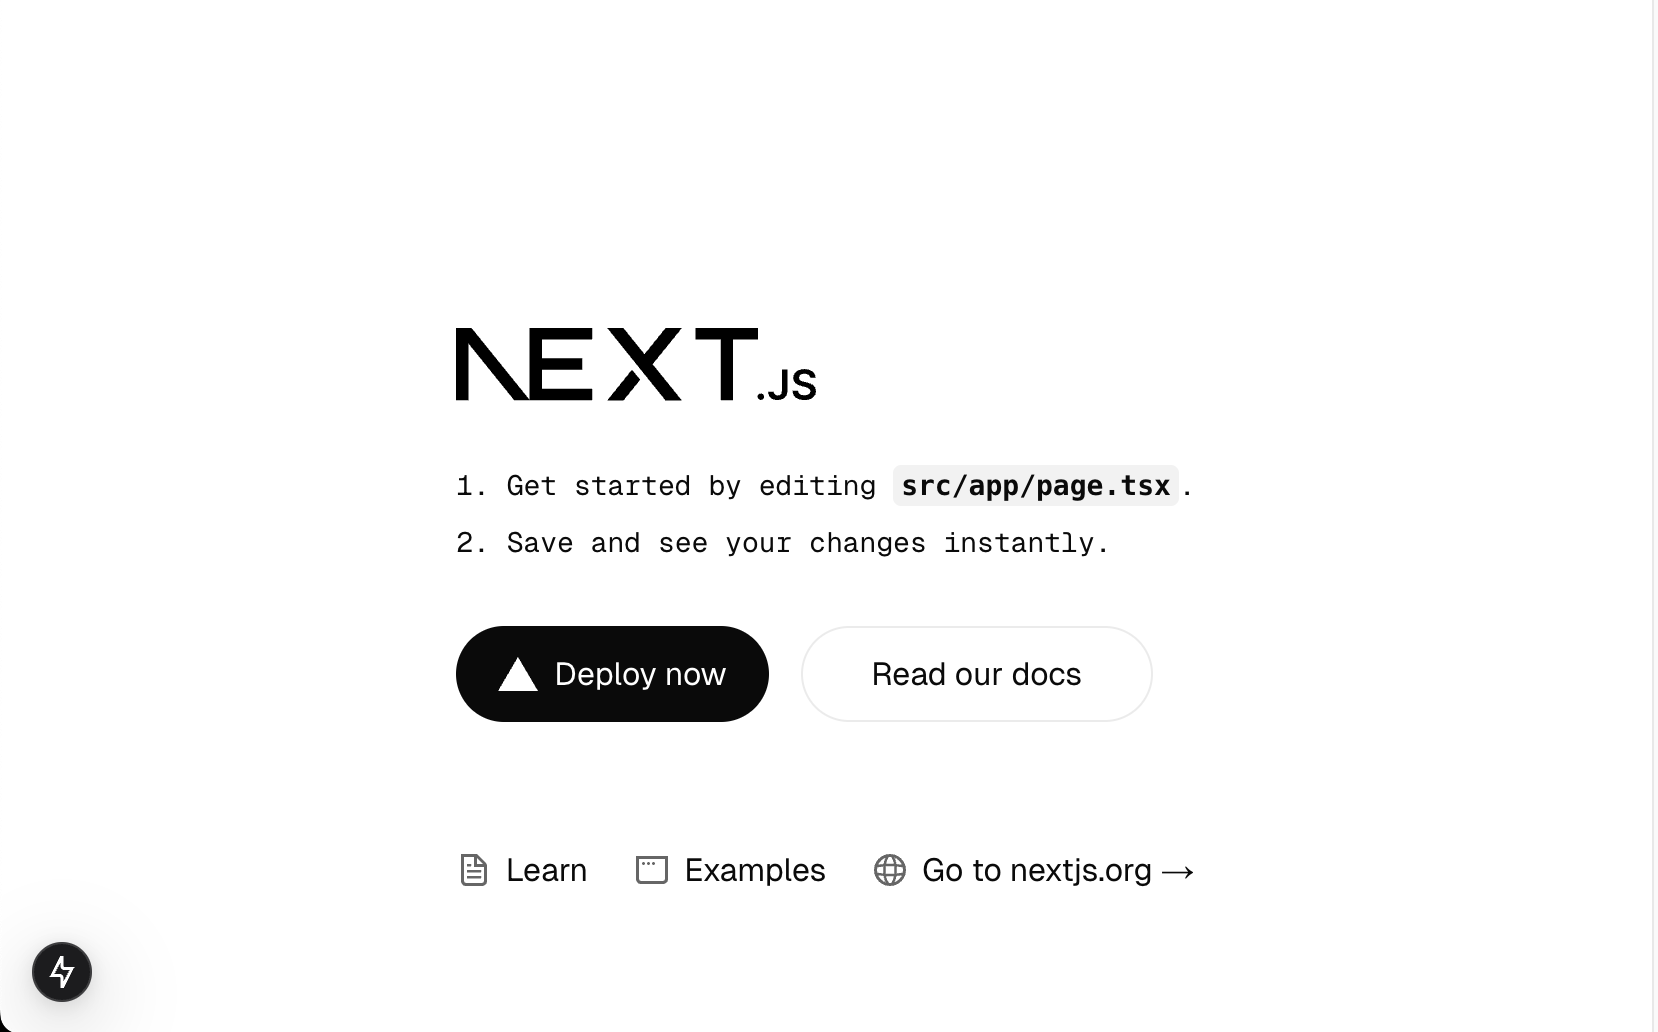 NEXT.JS
1. Get started by editing src/app/page.tsx.
2. Save and see your changes instantly.
Deploy now
Read our docs
Learn
Examples
Go to nextjs.org →